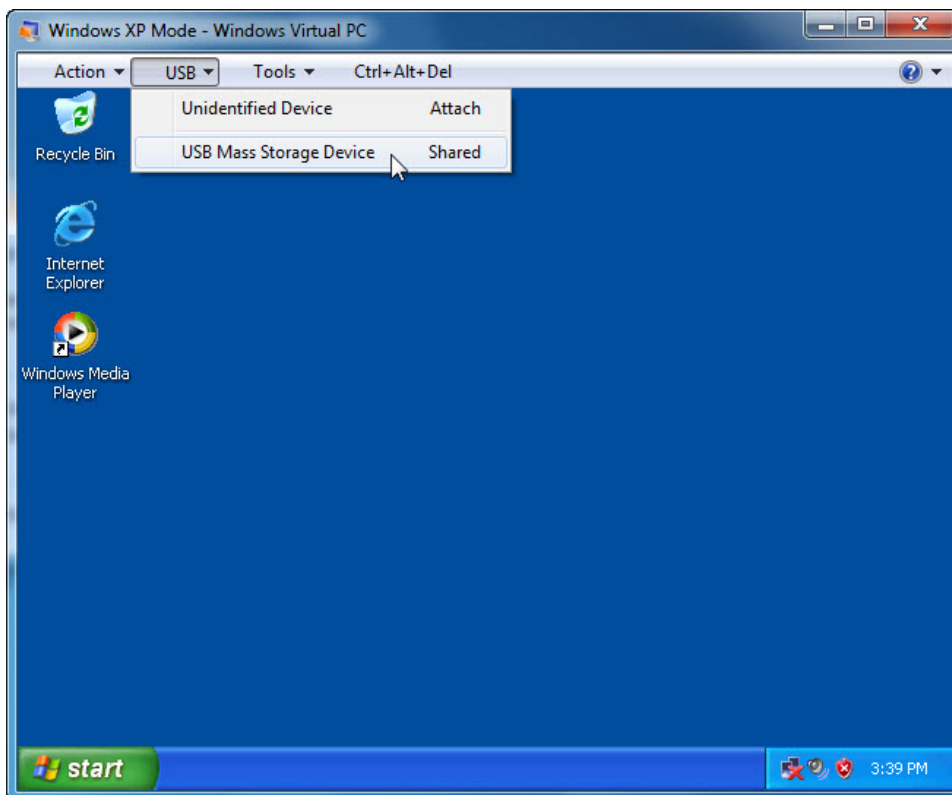 Windows XP Mode - Windows Virtual PC
Action USB Tools Ctrl+Alt+Del
Unidentified Device Attach
USB Mass Storage Device Shared
Recycle Bin
Internet
Explorer
Windows Media
Player
start 3:39 PM